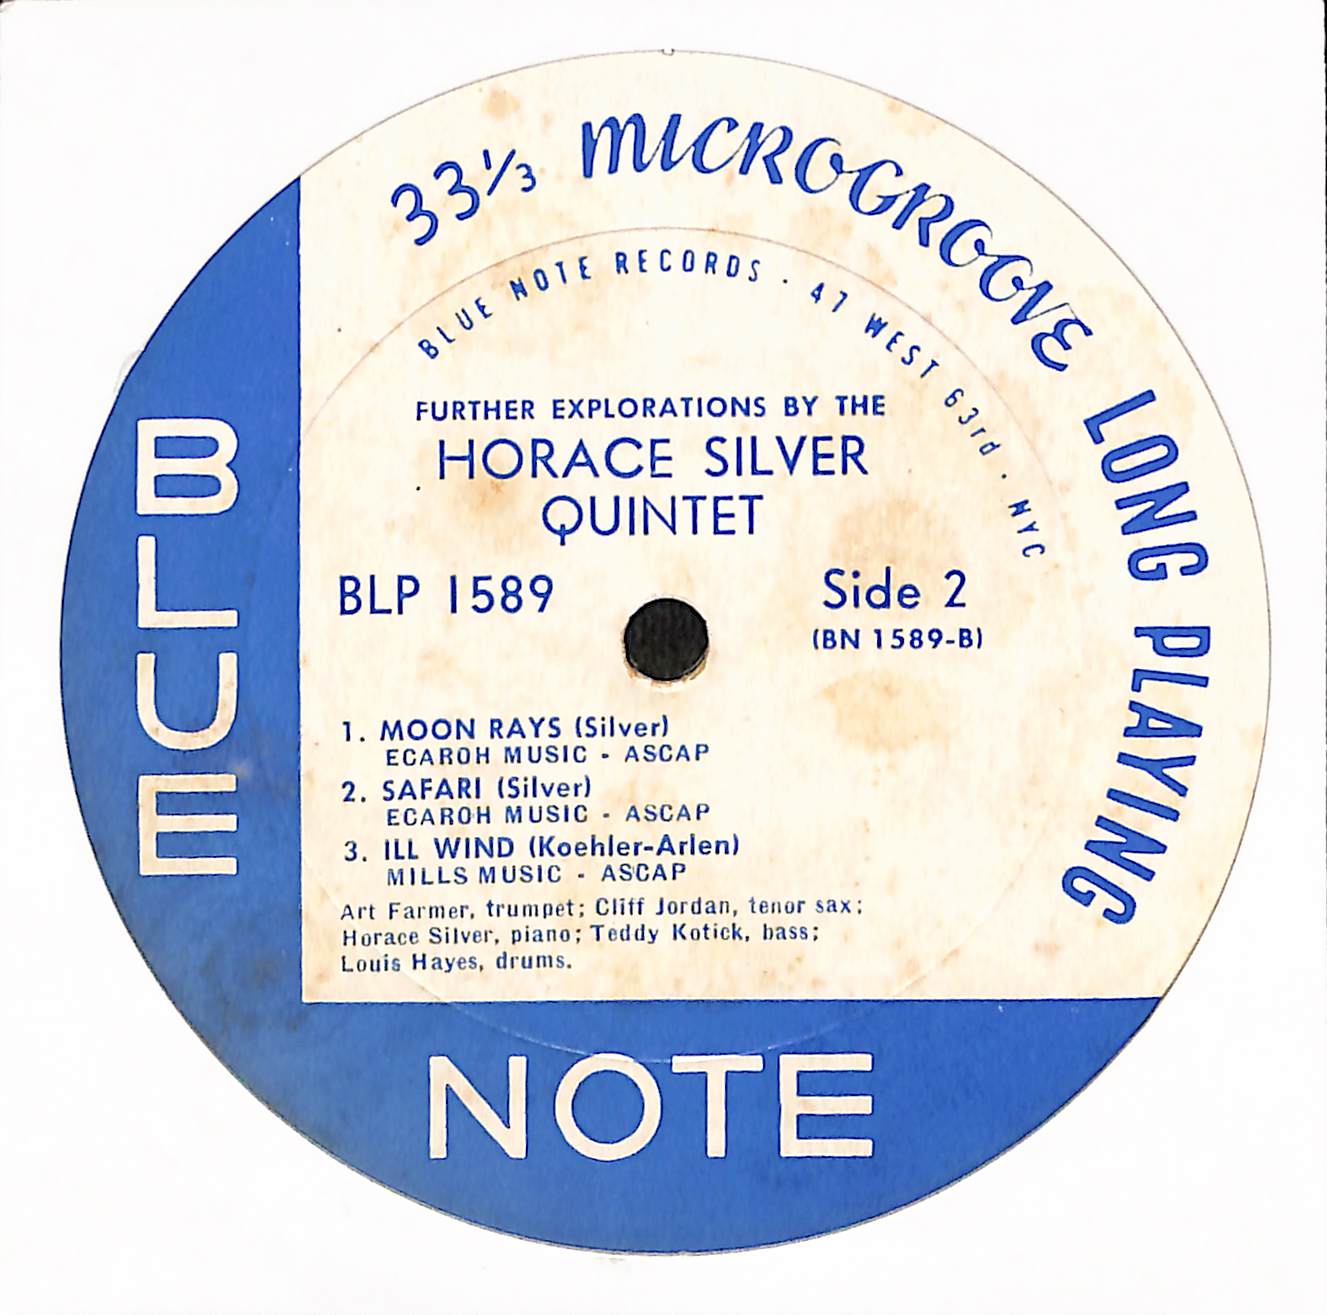 33⅓ MICROGROOVE LONG PLAYING
BLUE NOTE RECORDS · 47 WEST 63rd · NYC
FURTHER EXPLORATIONS BY THE
HORACE SILVER
QUINTET
BLP 1589
Side 2
(BN 1589-B)
1. MOON RAYS (Silver)
ECAROH MUSIC - ASCAP
2. SAFARI (Silver)
ECAROH MUSIC - ASCAP
3. ILL WIND (Koehler-Arlen)
MILLS MUSIC - ASCAP
Art Farmer, trumpet; Cliff Jordan, tenor sax;
Horace Silver, piano; Teddy Kotick, bass;
Louis Hayes, drums.
BLUE
NOTE